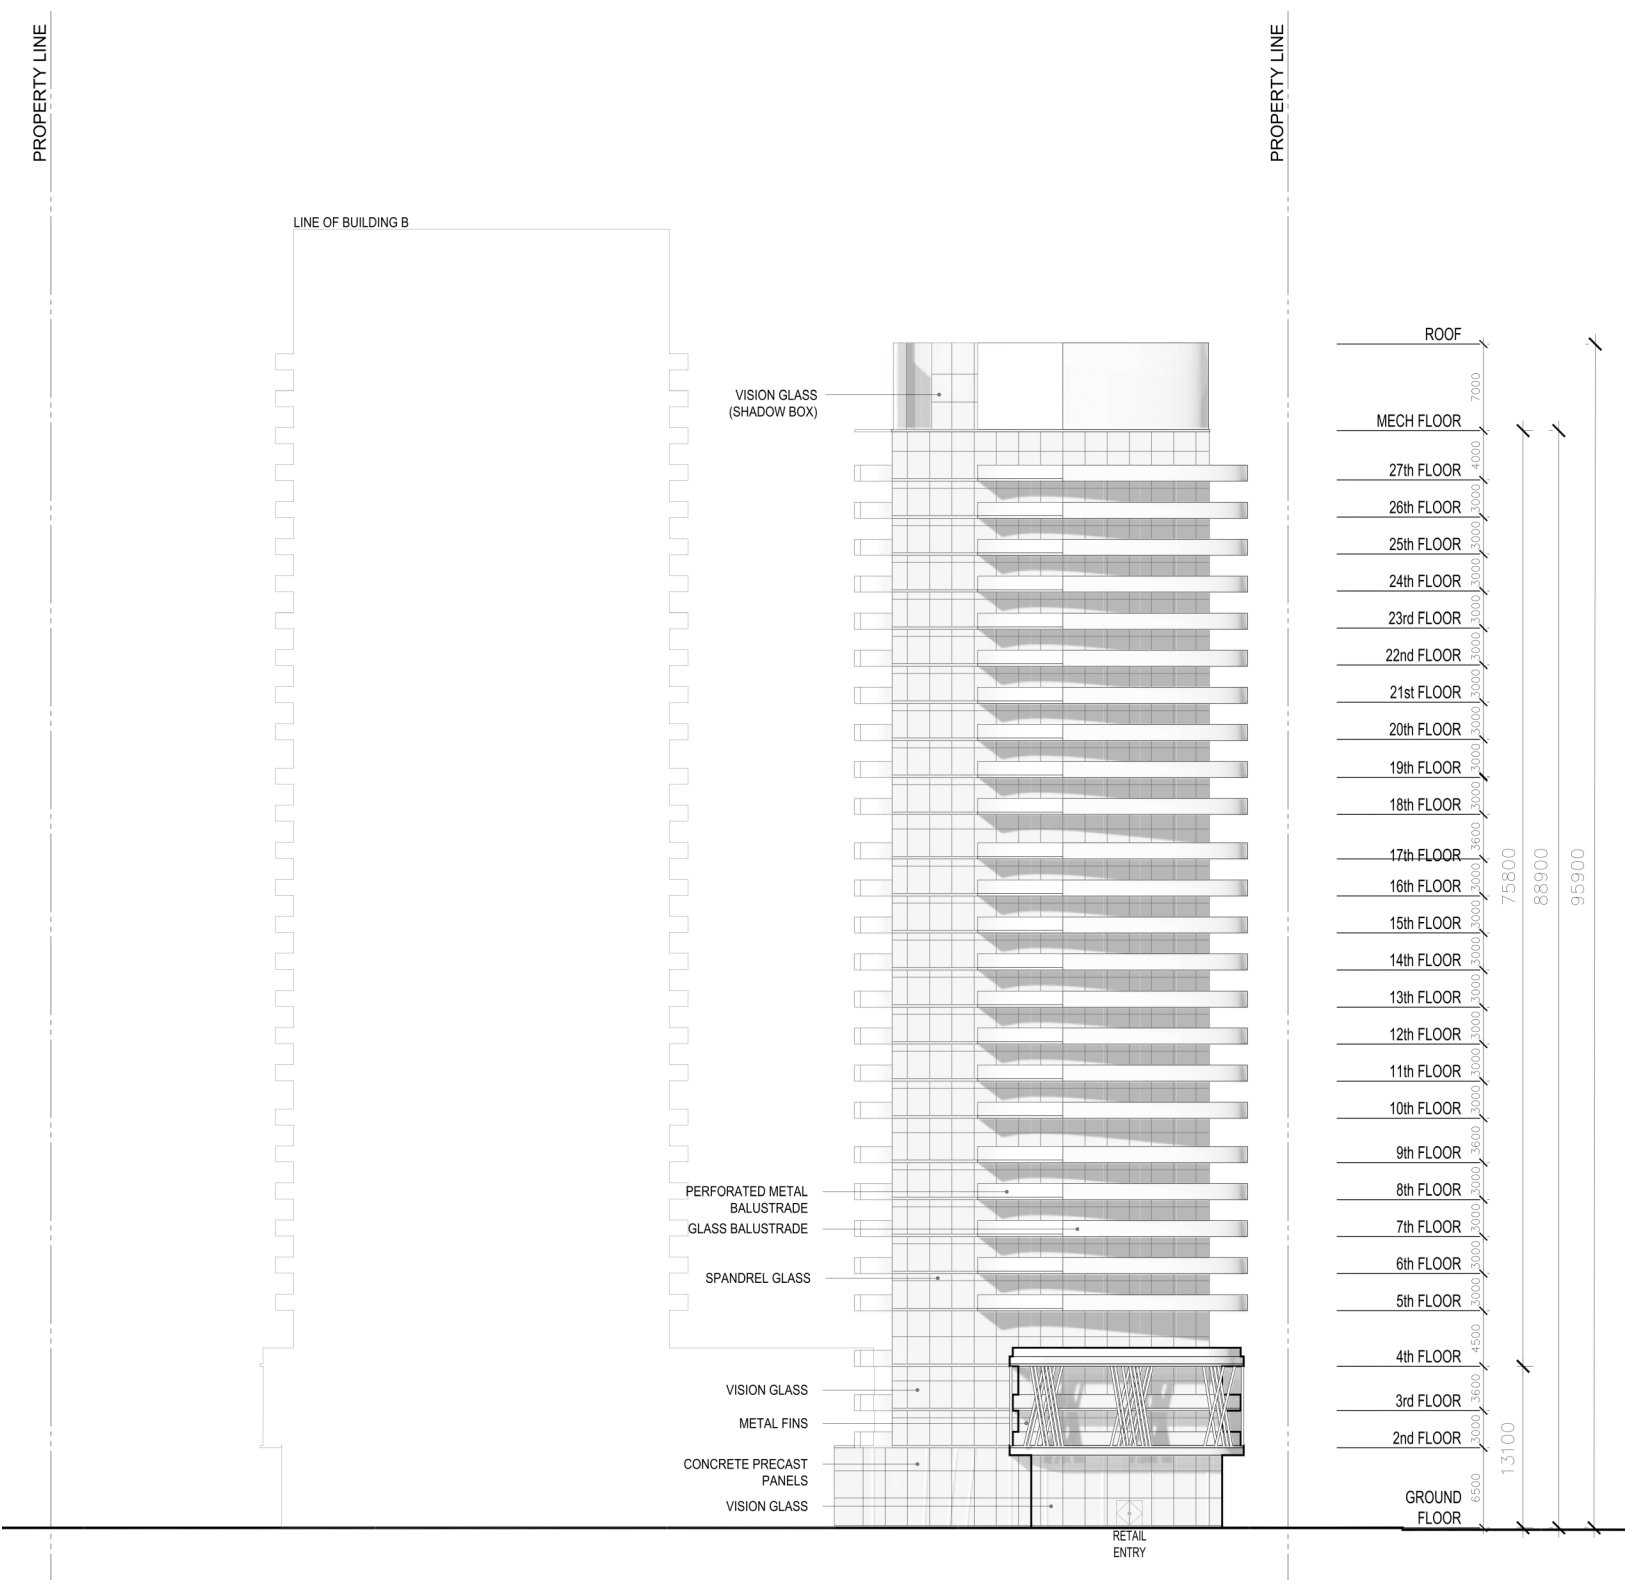 PROPERTY LINE
PROPERTY LINE
LINE OF BUILDING B
ROOF
7000
VISION GLASS
(SHADOW BOX)
MECH FLOOR
4000
27th FLOOR
3000
26th FLOOR
3000
25th FLOOR
3000
24th FLOOR
3000
23rd FLOOR
3000
22nd FLOOR
3000
21st FLOOR
3000
20th FLOOR
3000
19th FLOOR
3000
18th FLOOR
3600
17th FLOOR
3000
16th FLOOR
3000
15th FLOOR
3000
14th FLOOR
3000
13th FLOOR
3000
12th FLOOR
3000
11th FLOOR
3000
10th FLOOR
3600
9th FLOOR
3000
8th FLOOR
3000
7th FLOOR
3000
6th FLOOR
3000
5th FLOOR
4500
4th FLOOR
3600
3rd FLOOR
3000
2nd FLOOR
6500
GROUND
FLOOR
75800
88900
95900
13100
PERFORATED METAL
BALUSTRADE
GLASS BALUSTRADE
SPANDREL GLASS
VISION GLASS
METAL FINS
CONCRETE PRECAST
PANELS
VISION GLASS
RETAIL
ENTRY